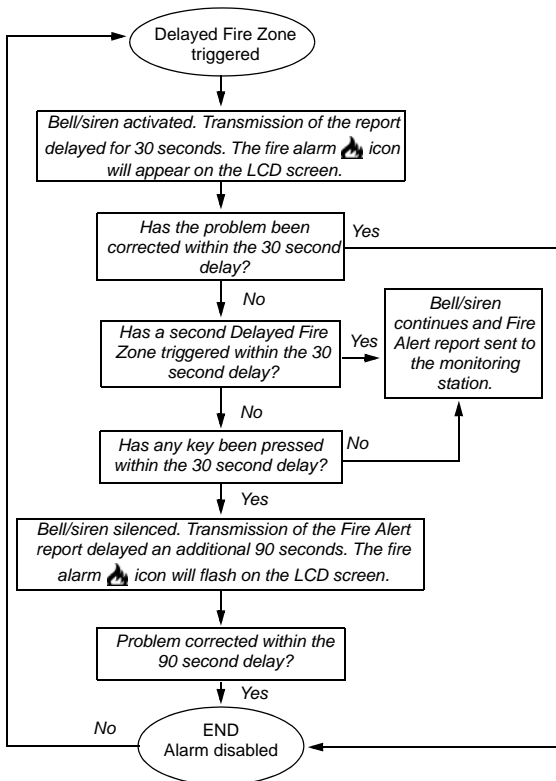 Delayed Fire Zone
triggered
Bell/siren activated. Transmission of the report
delayed for 30 seconds. The fire alarm icon
will appear on the LCD screen.
Has the problem been
corrected within the 30 second
delay?
Yes
No
Has a second Delayed Fire
Zone triggered within the 30
second delay?
Yes
Bell/siren
continues and Fire
Alert report sent to
the monitoring
station.
No
Has any key been pressed
within the 30 second delay?
No
Yes
Bell/siren silenced. Transmission of the Fire Alert
report delayed an additional 90 seconds. The fire
alarm icon will flash on the LCD screen.
Problem corrected within the
90 second delay?
Yes
No
END
Alarm disabled